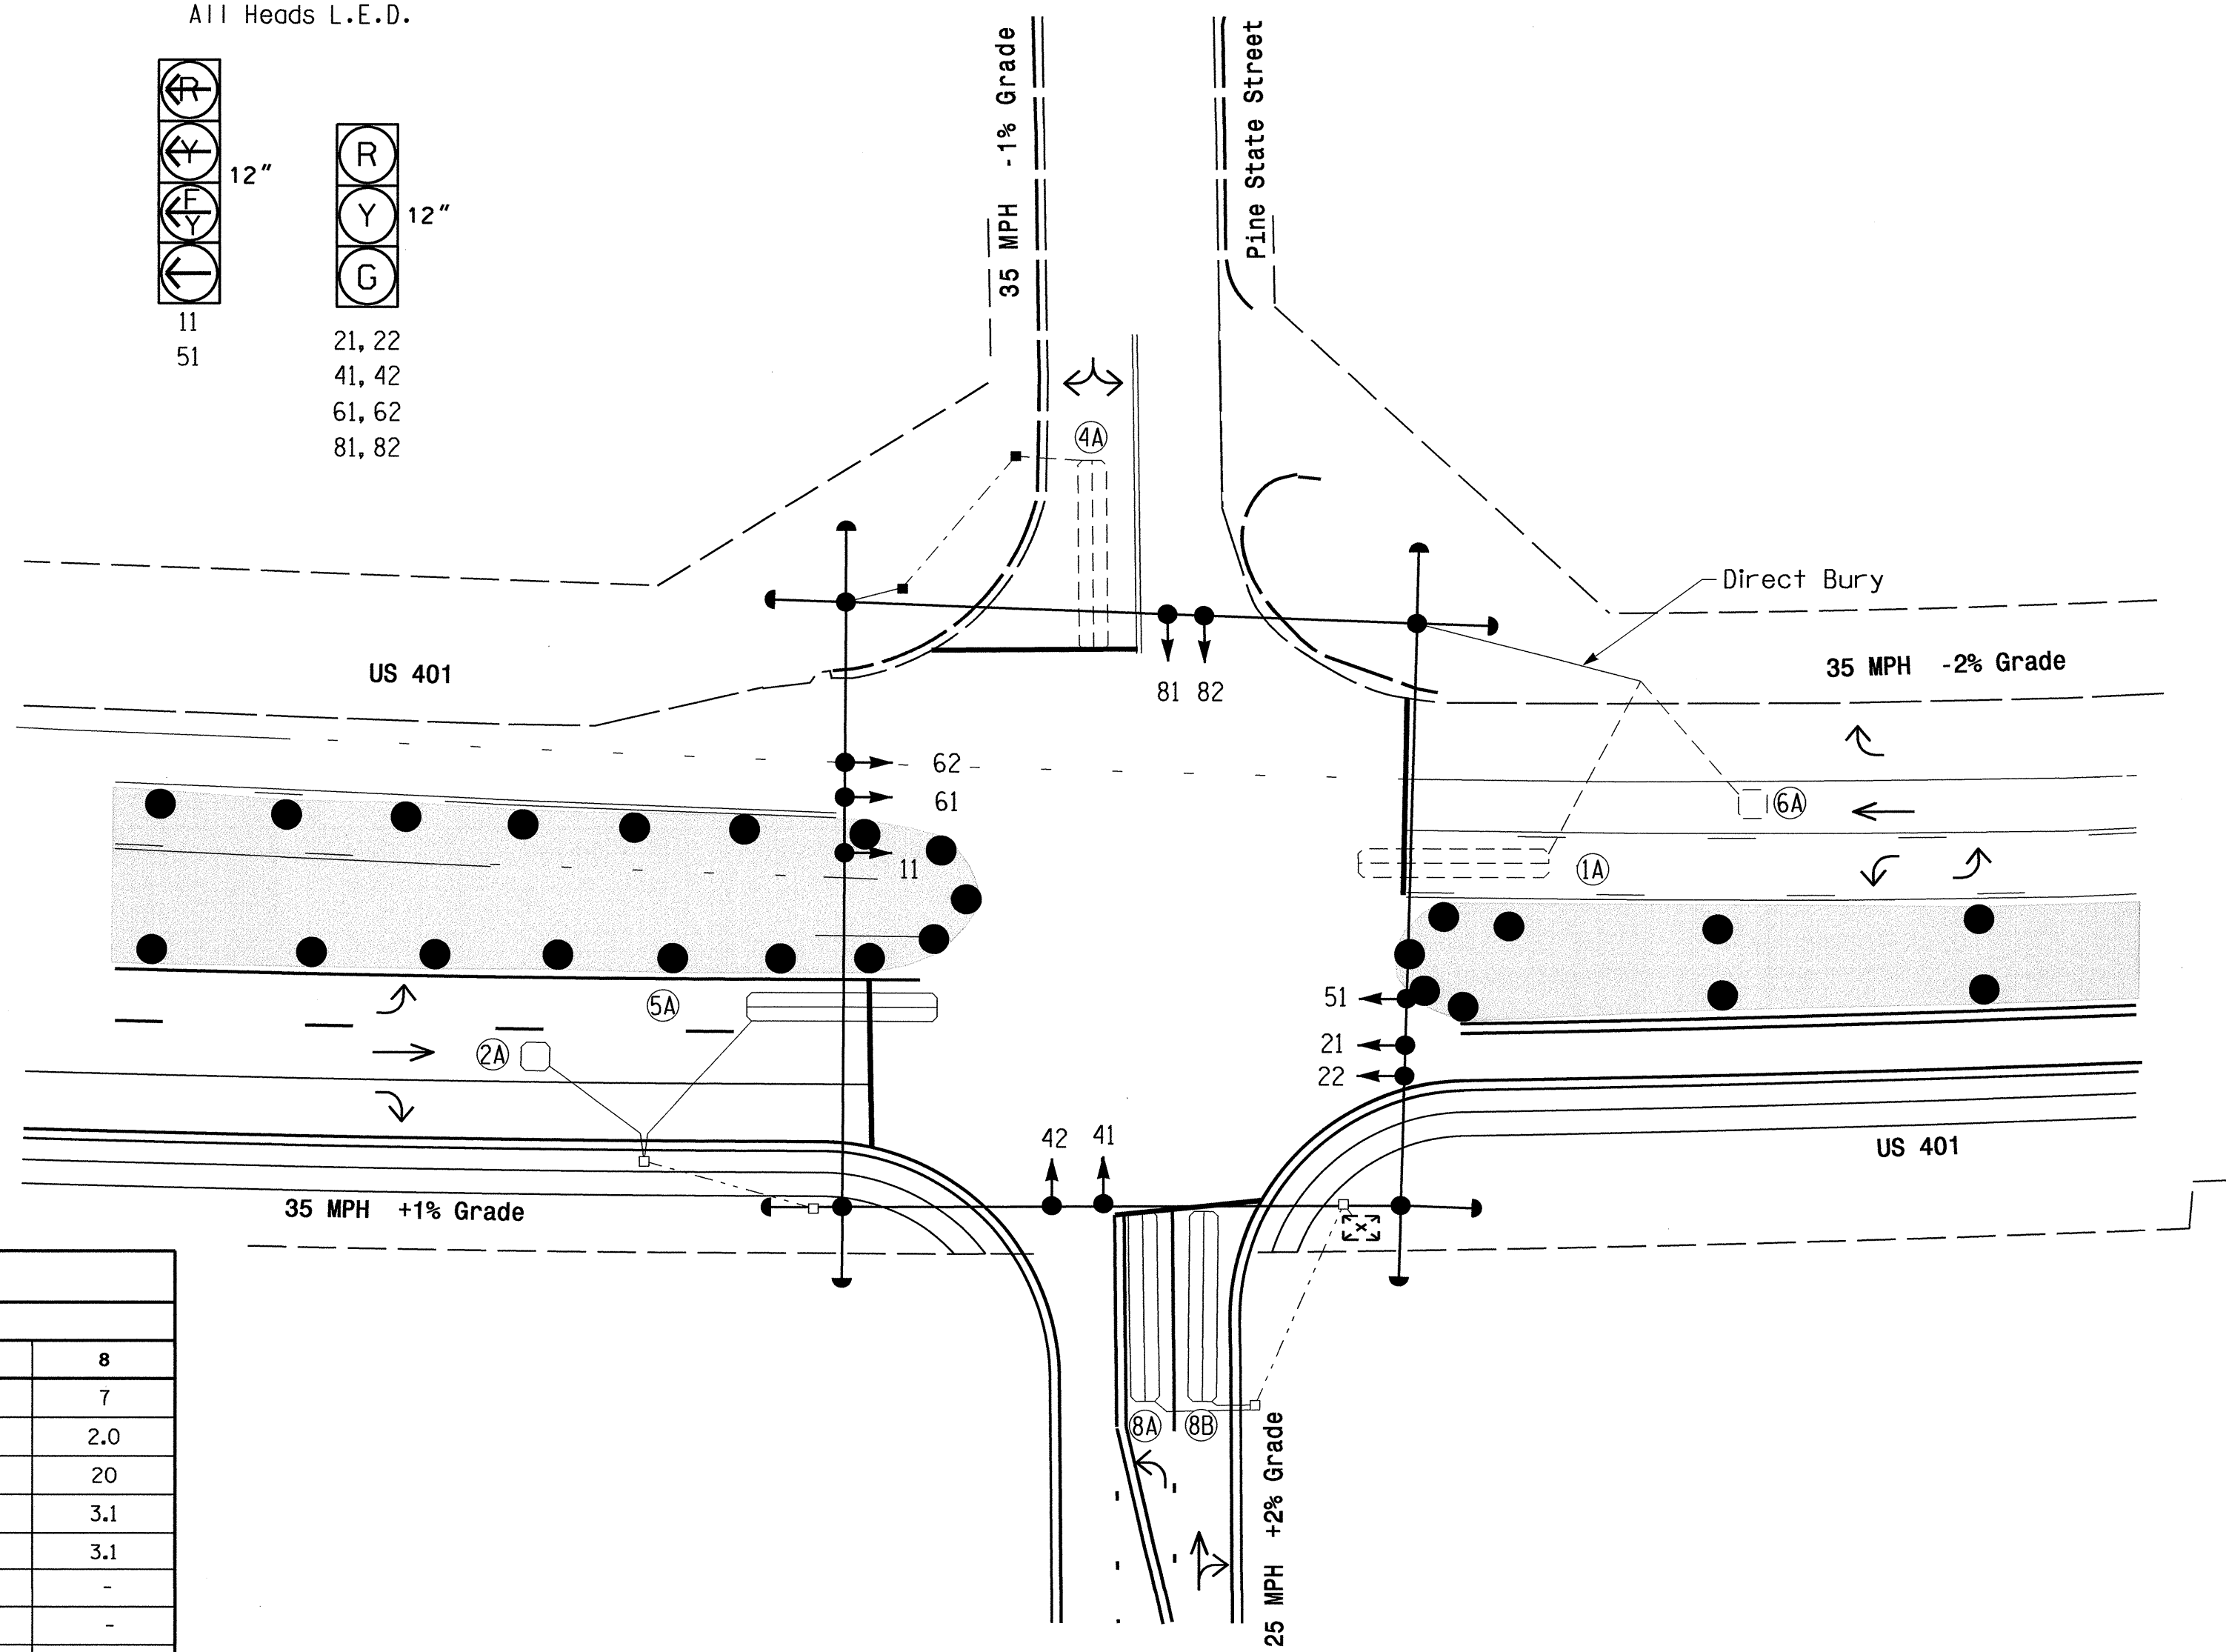 All Heads L.E.D.
R
Y
F
Y
12"
11
51
R
Y
G
12"
21, 22
41, 42
61, 62
81, 82
35 MPH -1% Grade
Pine State Street
4A
Direct Bury
81 82
US 401
35 MPH -2% Grade
62
61
11
6A
1A
51
21
22
5A
2A
42 41
US 401
35 MPH +1% Grade
X
8A 8B
25 MPH +2% Grade
8
7
2.0
20
3.1
3.1
-
-